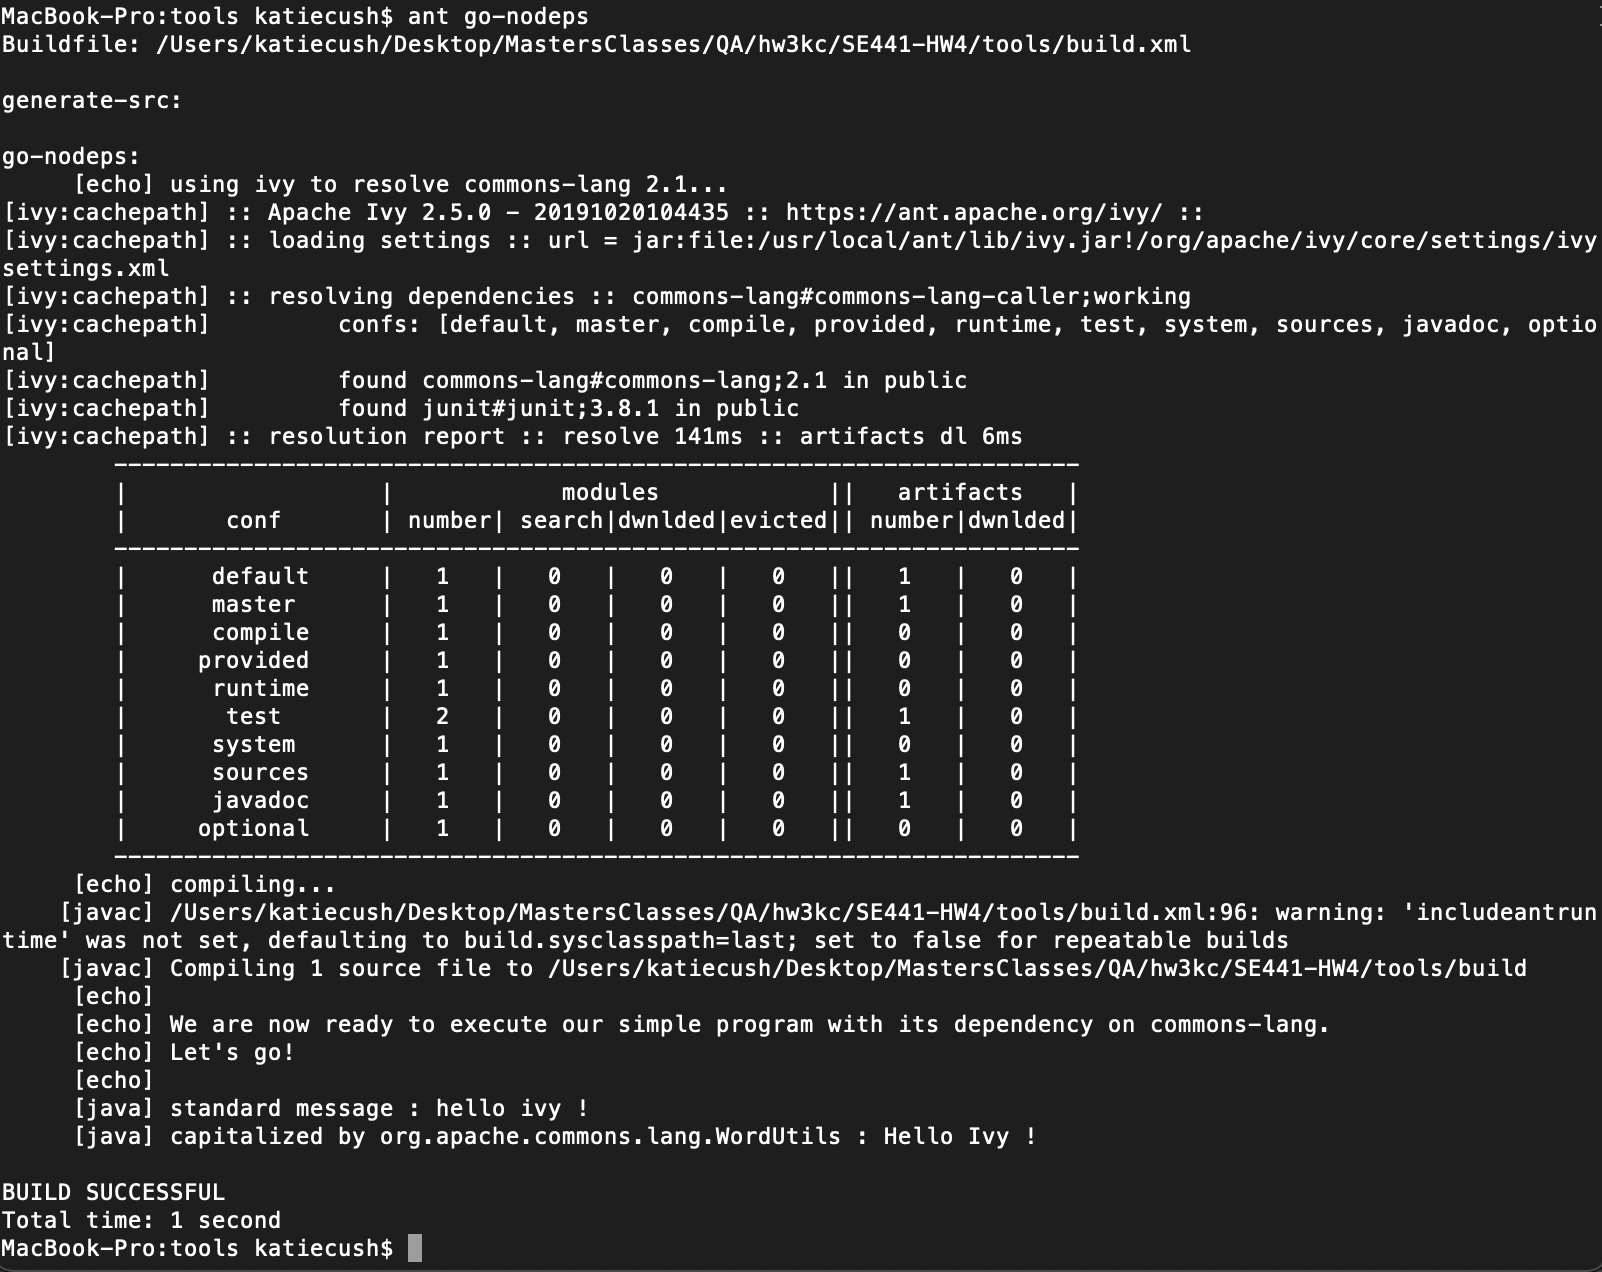 MacBook-Pro:tools katiecush$ ant go-nodeps
Buildfile: /Users/katiecush/Desktop/MastersClasses/QA/hw3kc/SE441-HW4/tools/build.xml

generate-src:

go-nodeps:
     [echo] using ivy to resolve commons-lang 2.1...
[ivy:cachepath] :: Apache Ivy 2.5.0 - 20191020104435 :: https://ant.apache.org/ivy/ ::
[ivy:cachepath] :: loading settings :: url = jar:file:/usr/local/ant/lib/ivy.jar!/org/apache/ivy/core/settings/ivy
settings.xml
[ivy:cachepath] :: resolving dependencies :: commons-lang#commons-lang-caller;working
[ivy:cachepath]         confs: [default, master, compile, provided, runtime, test, system, sources, javadoc, optio
nal]
[ivy:cachepath]         found commons-lang#commons-lang;2.1 in public
[ivy:cachepath]         found junit#junit;3.8.1 in public
[ivy:cachepath] :: resolution report :: resolve 141ms :: artifacts dl 6ms
        ---------------------------------------------------------------------
        |                  |            modules            ||   artifacts   |
        |       conf       | number| search|dwnlded|evicted|| number|dwnlded|
        ---------------------------------------------------------------------
        |      default     |   1   |   0   |   0   |   0   ||   1   |   0   |
        |      master      |   1   |   0   |   0   |   0   ||   1   |   0   |
        |      compile     |   1   |   0   |   0   |   0   ||   0   |   0   |
        |     provided     |   1   |   0   |   0   |   0   ||   0   |   0   |
        |      runtime     |   1   |   0   |   0   |   0   ||   0   |   0   |
        |       test       |   2   |   0   |   0   |   0   ||   1   |   0   |
        |      system      |   1   |   0   |   0   |   0   ||   0   |   0   |
        |      sources     |   1   |   0   |   0   |   0   ||   1   |   0   |
        |      javadoc     |   1   |   0   |   0   |   0   ||   1   |   0   |
        |     optional     |   1   |   0   |   0   |   0   ||   0   |   0   |
        ---------------------------------------------------------------------
     [echo] compiling...
    [javac] /Users/katiecush/Desktop/MastersClasses/QA/hw3kc/SE441-HW4/tools/build.xml:96: warning: 'includeantrun
time' was not set, defaulting to build.sysclasspath=last; set to false for repeatable builds
    [javac] Compiling 1 source file to /Users/katiecush/Desktop/MastersClasses/QA/hw3kc/SE441-HW4/tools/build
     [echo]
     [echo] We are now ready to execute our simple program with its dependency on commons-lang.
     [echo] Let's go!
     [echo]
     [java] standard message : hello ivy !
     [java] capitalized by org.apache.commons.lang.WordUtils : Hello Ivy !

BUILD SUCCESSFUL
Total time: 1 second
MacBook-Pro:tools katiecush$